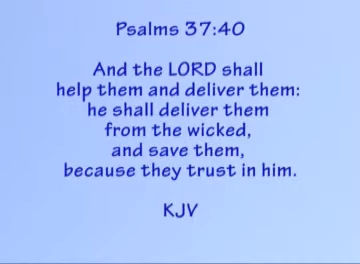 Psalms 37:40
And the LORD shall
help them and deliver them:
he shall deliver them
from the wicked,
and save them,
because they trust in him.
KJV